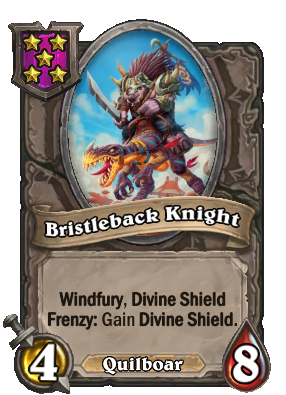 Bristleback Knight
Windfury, Divine Shield
Frenzy: Gain Divine Shield.
4
Quilboar
8